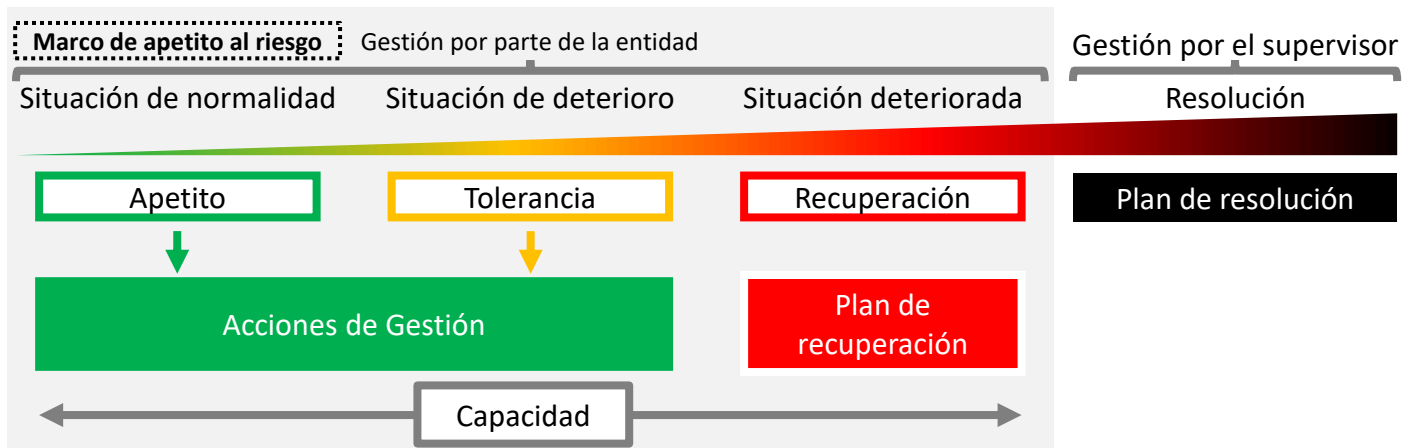 Marco de apetito al riesgo
Gestión por parte de la entidad
Gestión por el supervisor
Situación de normalidad
Situación de deterioro
Situación deteriorada
Resolución
Apetito
Tolerancia
Recuperación
Plan de resolución
Acciones de Gestión
Plan de
recuperación
Capacidad